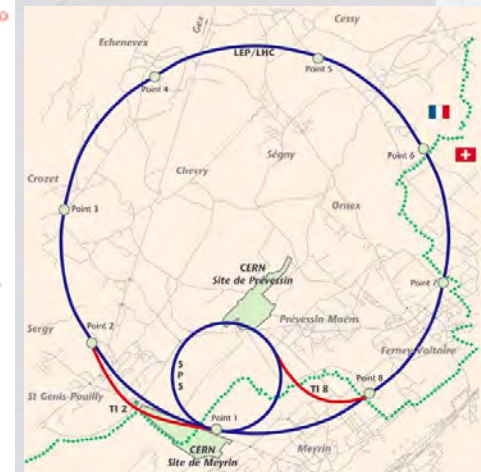 Cessy
Gex
Echenevex
LEP/LHC
Point 5
Point 4
Point 6
Ségny
Chevry
Crozet
Ornex
Point 3
CERN
Site de Prévessin
Point 7
Prévessin-Moëns
Sergy
Point 2
Ferney-Voltaire
SPS
TI 8
Point 8
St Genis-Pouilly
TI 2
Point 1
CERN
Site de Meyrin
Meyrin